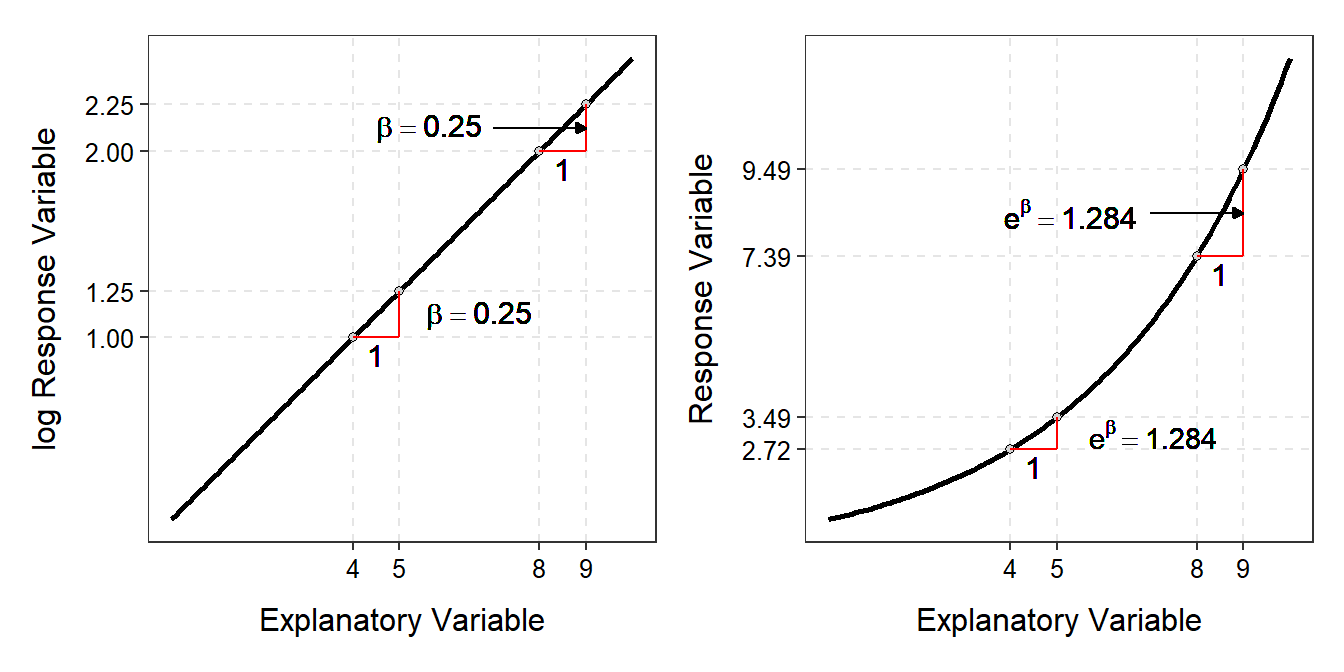 log Response Variable
2.25
2.00
1.25
1.00
β = 0.25
1
β = 0.25
1
4 5 8 9
Explanatory Variable
Response Variable
9.49
7.39
3.49
2.72
e^β = 1.284
1
e^β = 1.284
1
4 5 8 9
Explanatory Variable